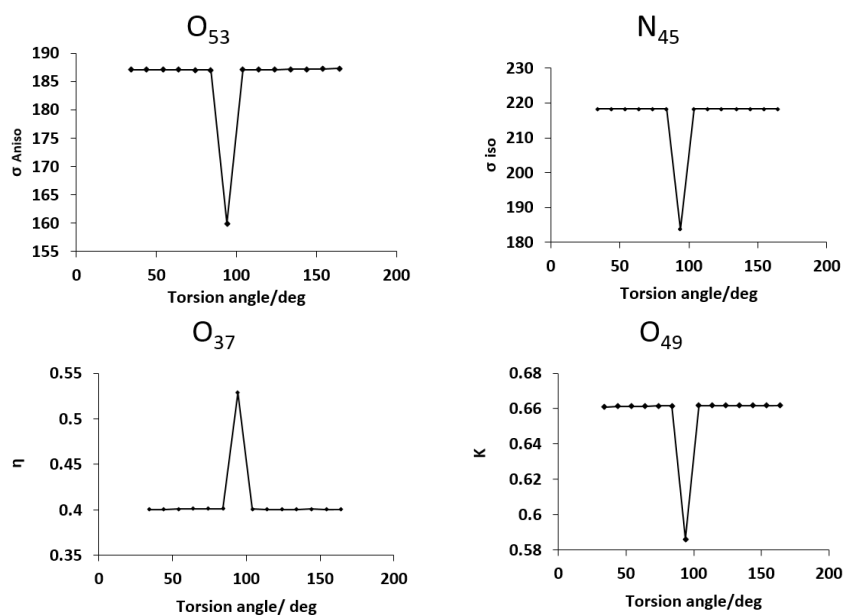 O53
190
185
180
175
170
165
160
155
σ Aniso
0 50 100 150 200
Torsion angle/deg
N45
230
220
210
200
190
180
σ iso
0 50 100 150 200
Torsion angle/deg
O37
0.55
0.5
0.45
0.4
0.35
η
0 50 100 150 200
Torsion angle/ deg
O49
0.68
0.66
0.64
0.62
0.6
0.58
K
0 50 100 150 200
Torsion angle/deg